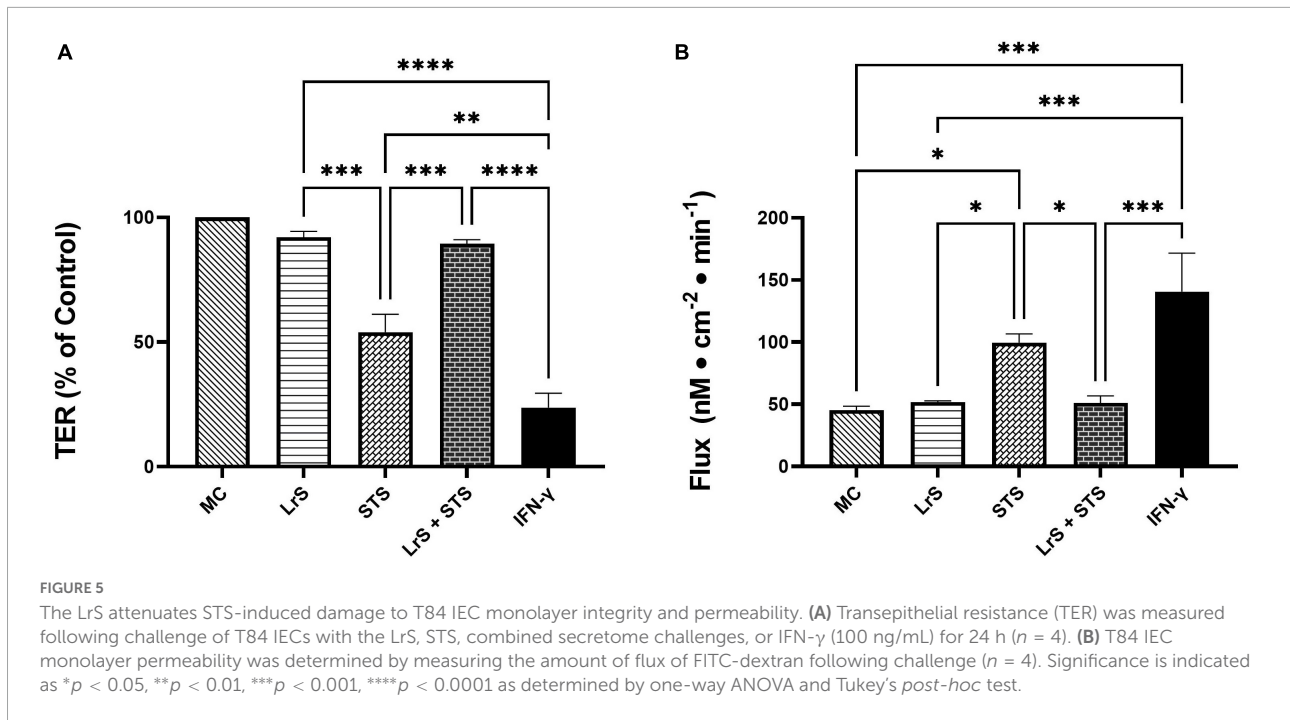 A
****
**
***
***
****
TER (% of Control)
100
50
0
MC
LrS
STS
LrS + STS
IFN-γ
B
***
***
*
*
*
***
Flux (nM • cm⁻² • min⁻¹)
200
150
100
50
0
MC
LrS
STS
LrS + STS
IFN-γ
FIGURE 5
The LrS attenuates STS-induced damage to T84 IEC monolayer integrity and permeability. (A) Transepithelial resistance (TER) was measured
following challenge of T84 IECs with the LrS, STS, combined secretome challenges, or IFN-γ (100 ng/mL) for 24 h (n = 4). (B) T84 IEC
monolayer permeability was determined by measuring the amount of flux of FITC-dextran following challenge (n = 4). Significance is indicated
as *p < 0.05, **p < 0.01, ***p < 0.001, ****p < 0.0001 as determined by one-way ANOVA and Tukey's post-hoc test.